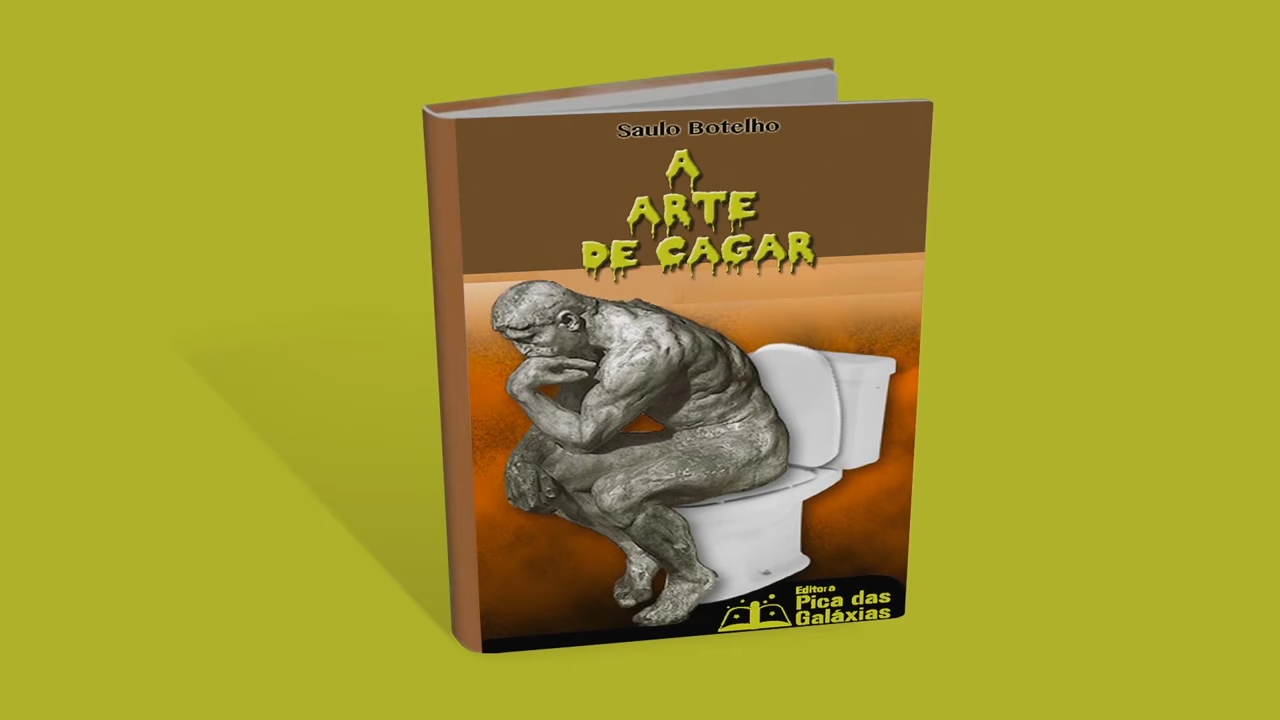 Saulo Botelho
A
ARTE
DE CAGAR
Editora
Pica das
Galáxias